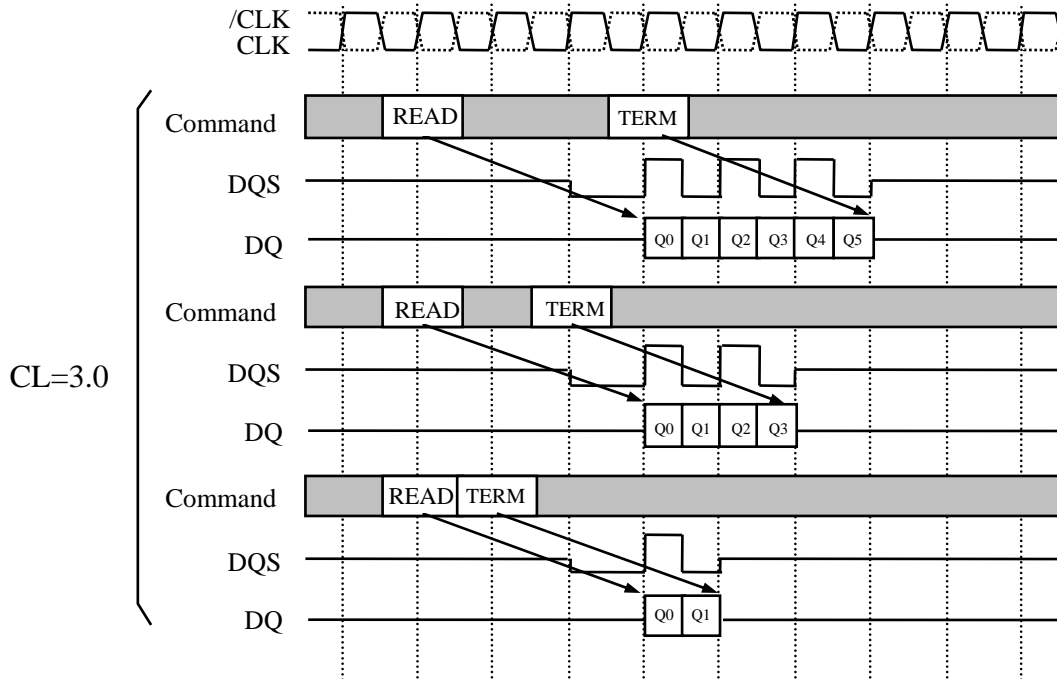 /CLK
CLK
Command READ TERM
DQS
DQ Q0 Q1 Q2 Q3 Q4 Q5
Command READ TERM
CL=3.0
DQS
DQ Q0 Q1 Q2 Q3
Command READ TERM
DQS
DQ Q0 Q1